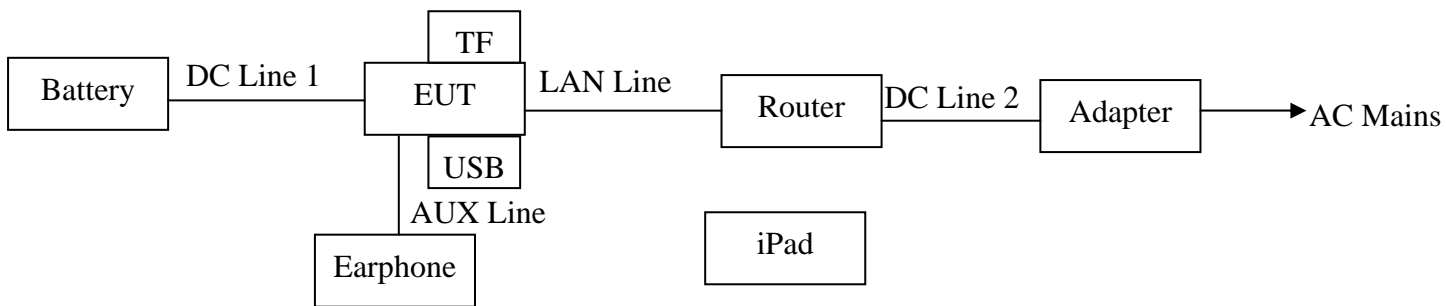 TF
Battery
DC Line 1
EUT
LAN Line
Router
DC Line 2
Adapter
AC Mains
USB
AUX Line
Earphone
iPad